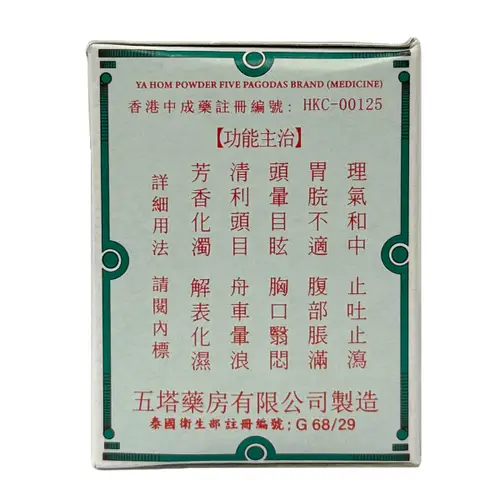 YA HOM POWDER FIVE PAGODAS BRAND (MEDICINE)
香港中成藥註冊編號: HKC-00125
【功能主治】
理氣和中 止吐止瀉
胃脘不適 腹部脹滿
頭暈目眩 胸口翳悶
清利頭目 舟車暈浪
芳香化濁 解表化濕
詳細用法 請閱內標
五塔藥房有限公司製造
泰國衛生部註冊編號: G 68/29